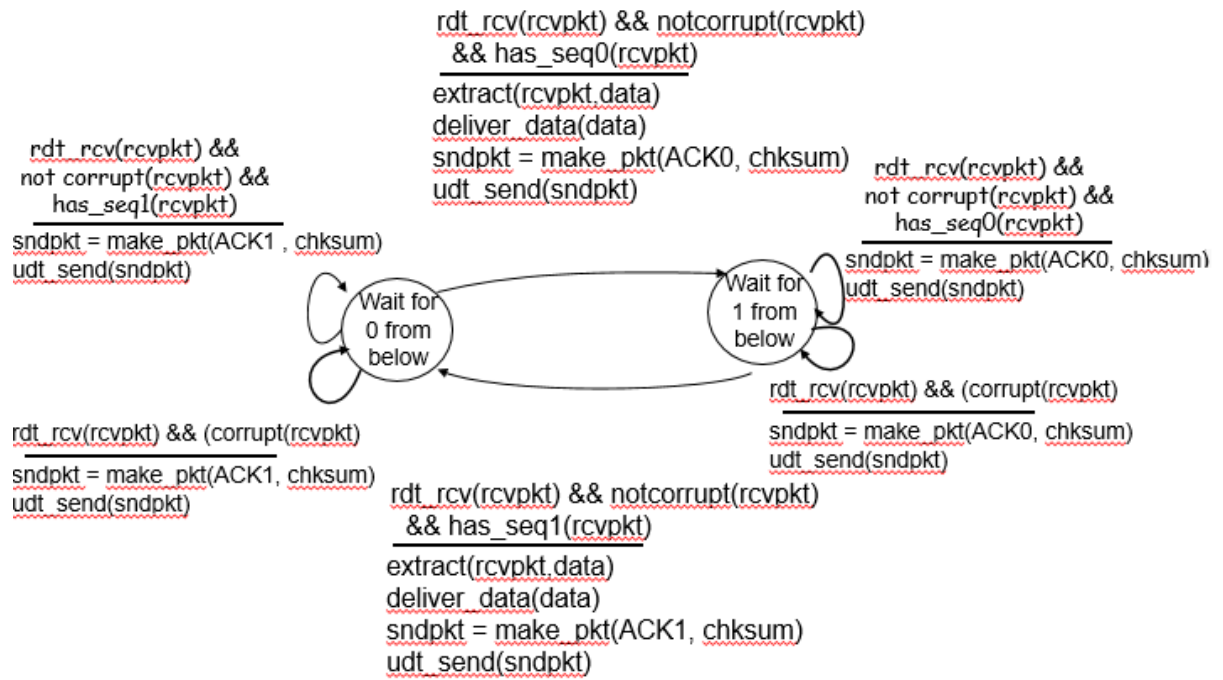 rdt_rcv(rcvpkt) && notcorrupt(rcvpkt)
&& has_seq0(rcvpkt)
extract(rcvpkt,data)
deliver_data(data)
sndpkt = make_pkt(ACK0, chksum)
udt_send(sndpkt)
rdt_rcv(rcvpkt) &&
not corrupt(rcvpkt) &&
has_seq1(rcvpkt)
sndpkt = make_pkt(ACK1 , chksum)
udt_send(sndpkt)
rdt_rcv(rcvpkt) &&
not corrupt(rcvpkt) &&
has_seq0(rcvpkt)
sndpkt = make_pkt(ACK0, chksum)
udt_send(sndpkt)
Wait for
0 from
below
Wait for
1 from
below
rdt_rcv(rcvpkt) && (corrupt(rcvpkt)
sndpkt = make_pkt(ACK0, chksum)
udt_send(sndpkt)
rdt_rcv(rcvpkt) && (corrupt(rcvpkt)
sndpkt = make_pkt(ACK1, chksum)
udt_send(sndpkt)
rdt_rcv(rcvpkt) && notcorrupt(rcvpkt)
&& has_seq1(rcvpkt)
extract(rcvpkt,data)
deliver_data(data)
sndpkt = make_pkt(ACK1, chksum)
udt_send(sndpkt)